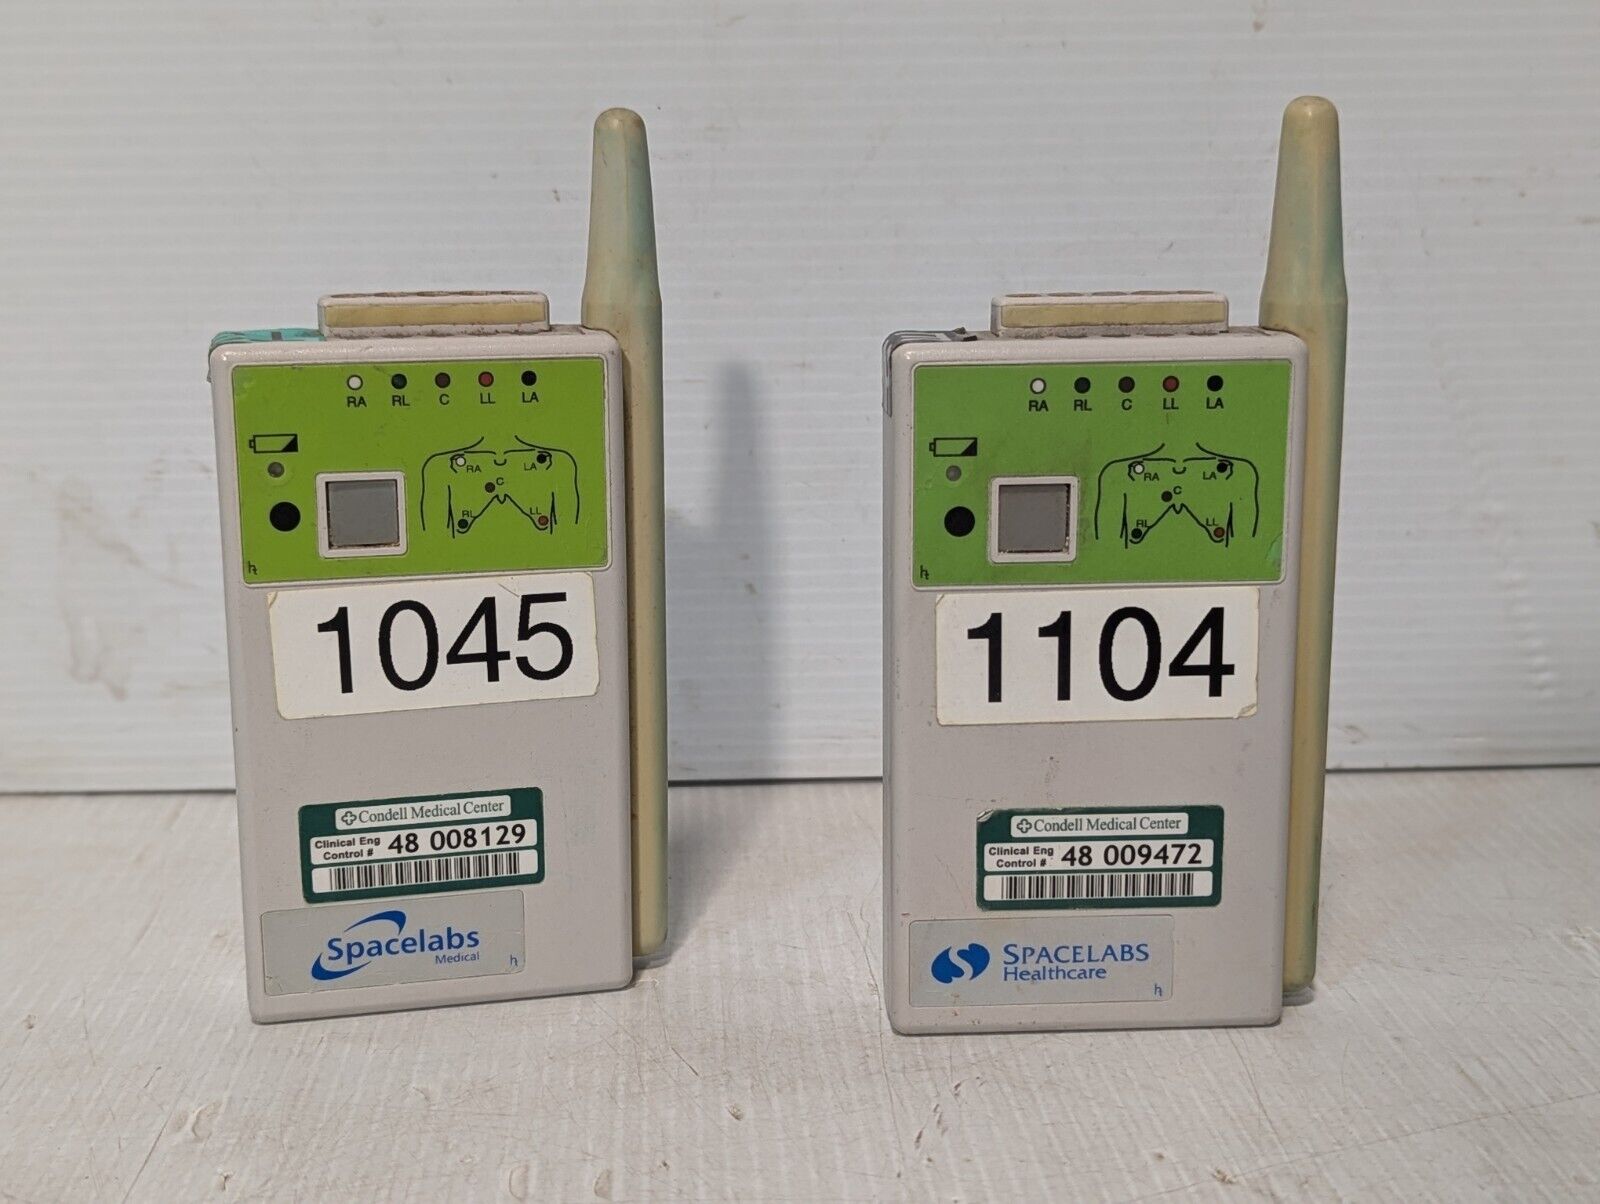 RA RL C LL LA
RA LA
C
RL LL
h
1045
Condell Medical Center
Clinical Eng
Control # 48 008129
Spacelabs
Medical
h
RA RL C LL LA
RA LA
C
RL LL
h
1104
Condell Medical Center
Clinical Eng
Control # 48 009472
SPACELABS
Healthcare
h